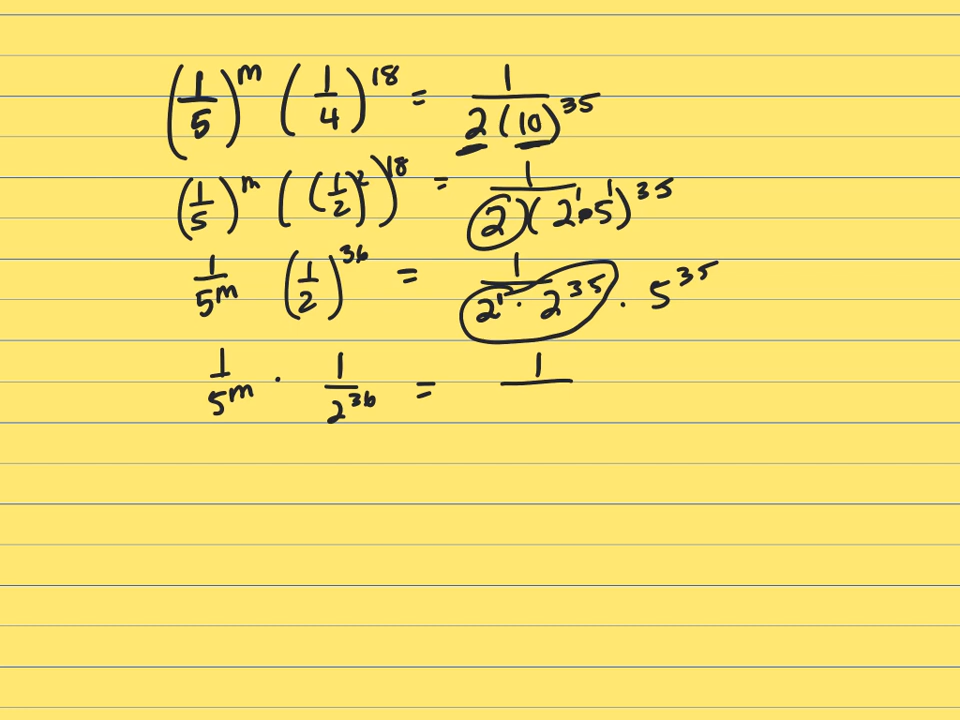 (1/5)^m (1/4)^18 = 1/(2(10)^35)
(1/5)^m ((1/2)^2)^18 = 1/((2)(2^1·5^1)^35)
1/5^m (1/2)^36 = 1/(2^1 · 2^35 · 5^35)
1/5^m · 1/2^36 = 1/